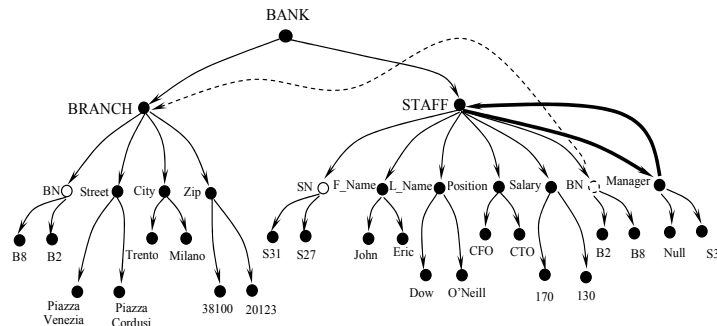 BANK
BRANCH
STAFF
BN
Street
City
Zip
SN
F_Name
L_Name
Position
Salary
BN
Manager
B8
B2
Trento
Milano
S31
S27
John
Eric
CFO
CTO
B2
B8
Null
S3
Piazza
Venezia
Piazza
Cordusi
38100
20123
Dow
O'Neill
170
130